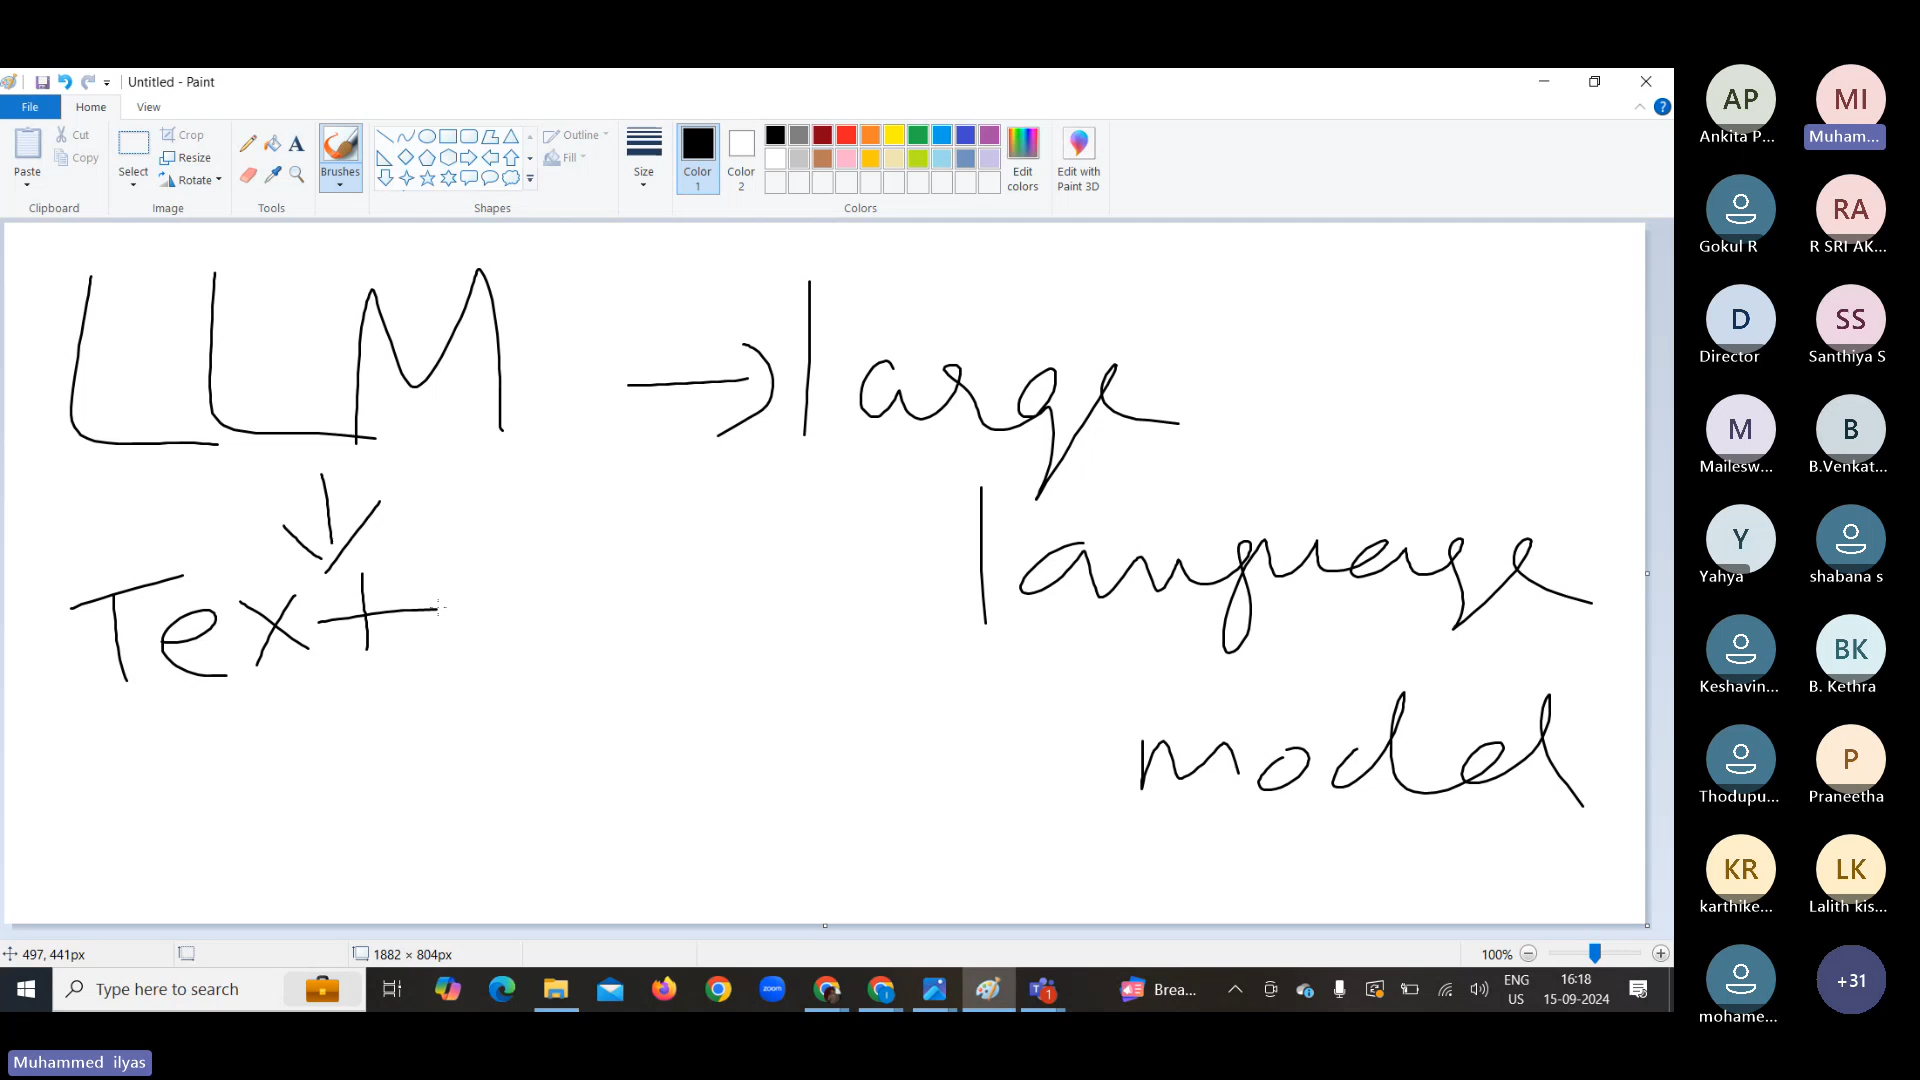 Untitled - Paint
File Home View
Paste Cut Copy Clipboard
Select Crop Resize Rotate Image
Tools
Brushes
Outline Fill Shapes
Size
Color 1 Color 2 Edit colors Colors
Edit with Paint 3D
LLM → large
language
model
Text
497, 441px 1882 × 804px 100%
Type here to search
zoom
1
Brea...
ENG US
16:18
15-09-2024
AP Ankita P...
MI Muham...
Gokul R
RA R SRI AK...
D Director
SS Santhiya S
M Mailesw...
B B.Venkat...
Y Yahya
shabana s
Keshavin...
BK B. Kethra
Thodupu...
P Praneetha
KR karthike...
LK Lalith kis...
mohame...
+31
Muhammed ilyas